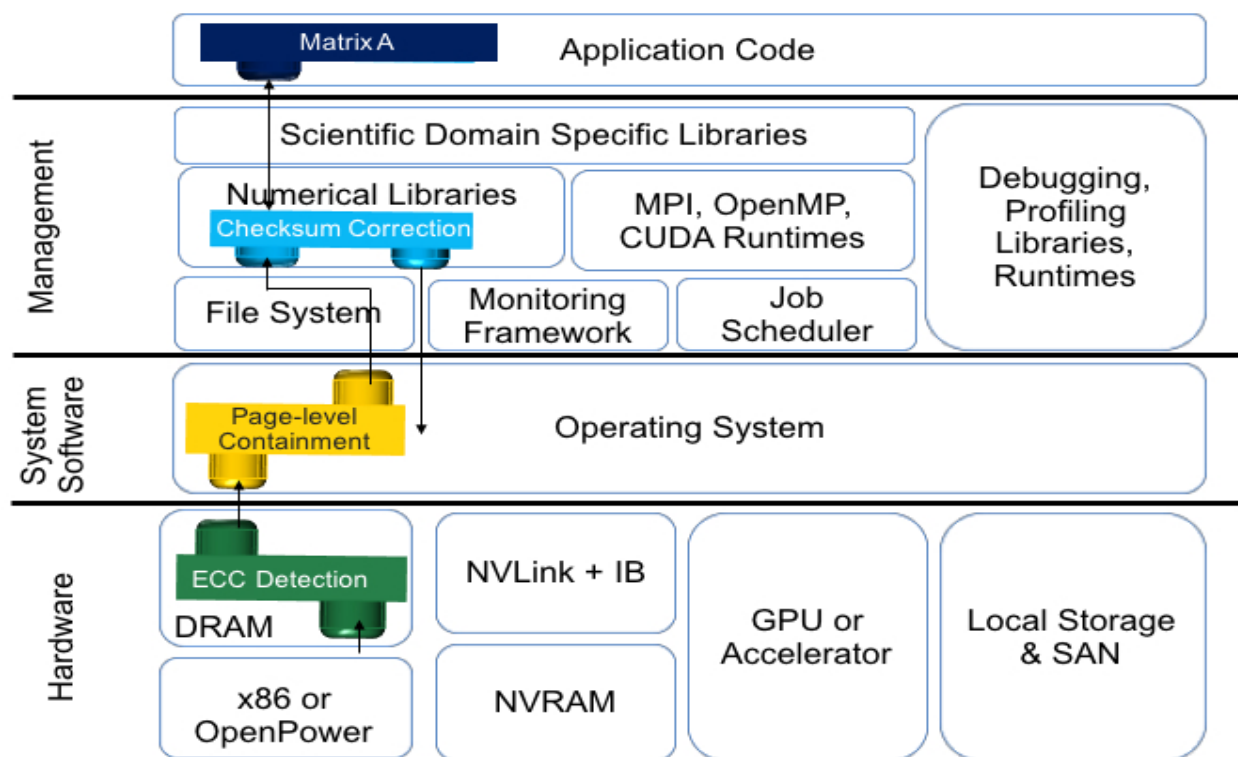 Matrix A
Application Code
Management
Scientific Domain Specific Libraries
Numerical Libraries
Checksum Correction
MPI, OpenMP,
CUDA Runtimes
Debugging,
Profiling
Libraries,
Runtimes
File System
Monitoring
Framework
Job
Scheduler
System
Software
Page-level
Containment
Operating System
Hardware
ECC Detection
DRAM
NVLink + IB
GPU or
Accelerator
Local Storage
& SAN
x86 or
OpenPower
NVRAM